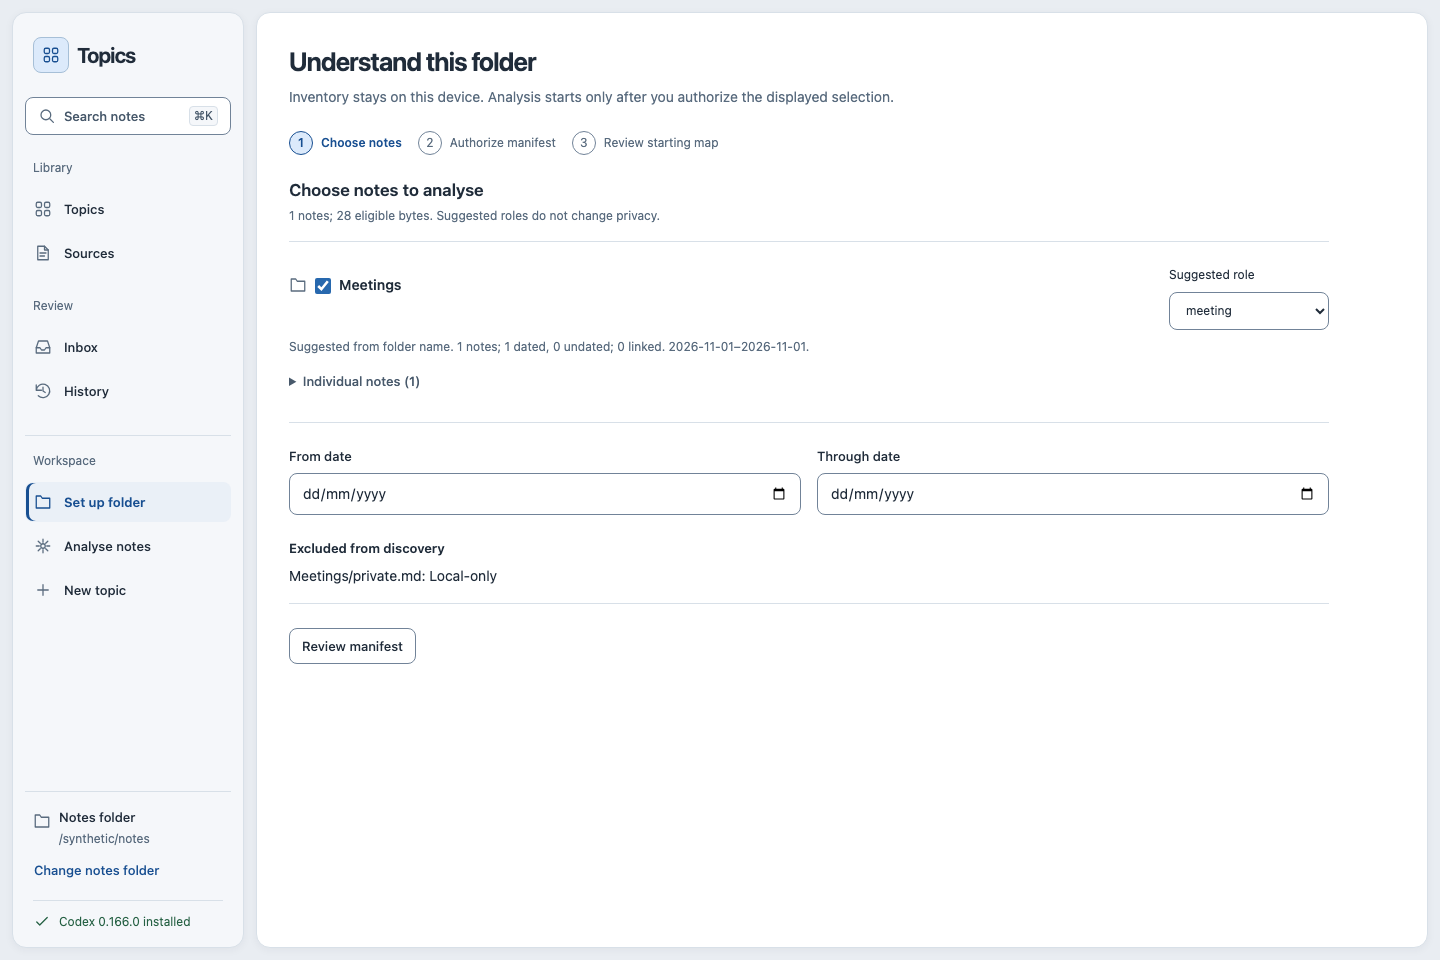 Topics
Search notes ⌘K
Library
Topics
Sources
Review
Inbox
History
Workspace
Set up folder
Analyse notes
New topic
Notes folder
/synthetic/notes
Change notes folder
Codex 0.166.0 installed
Understand this folder
Inventory stays on this device. Analysis starts only after you authorize the displayed selection.
1 Choose notes 2 Authorize manifest 3 Review starting map
Choose notes to analyse
1 notes; 28 eligible bytes. Suggested roles do not change privacy.
Meetings
Suggested role
meeting
Suggested from folder name. 1 notes; 1 dated, 0 undated; 0 linked. 2026-11-01–2026-11-01.
Individual notes (1)
From date
dd/mm/yyyy
Through date
dd/mm/yyyy
Excluded from discovery
Meetings/private.md: Local-only
Review manifest